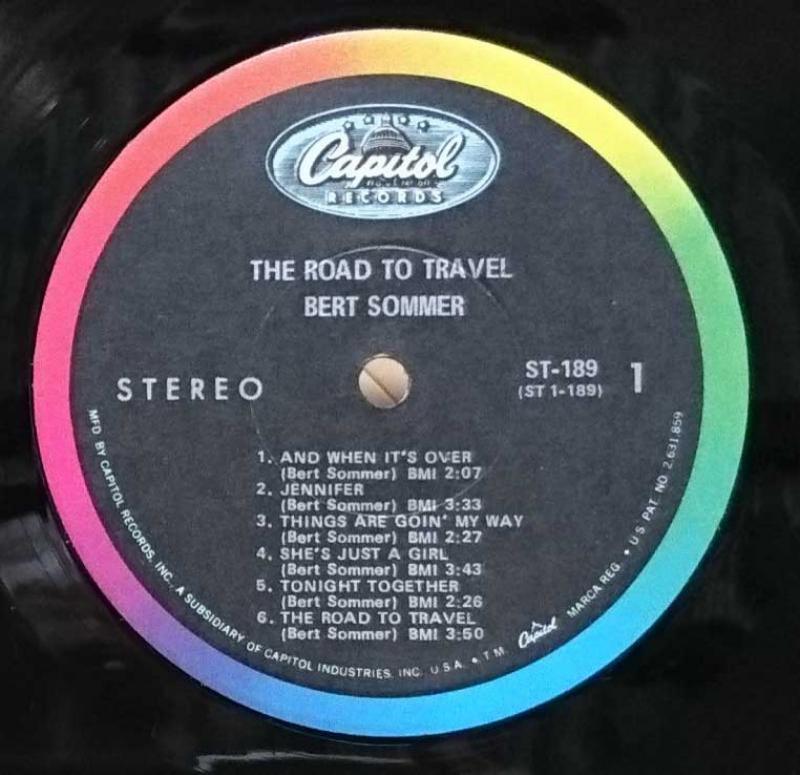 Capitol
RECORDS
THE ROAD TO TRAVEL
BERT SOMMER
STEREO
ST-189
(ST 1-189)
1
1. AND WHEN IT'S OVER
(Bert Sommer) BMI 2:07
2. JENNIFER
(Bert Sommer) BMI 3:33
3. THINGS ARE GOIN' MY WAY
(Bert Sommer) BMI 2:27
4. SHE'S JUST A GIRL
(Bert Sommer) BMI 3:43
5. TONIGHT TOGETHER
(Bert Sommer) BMI 2:26
6. THE ROAD TO TRAVEL
(Bert Sommer) BMI 3:50
MFD. BY CAPITOL RECORDS, INC., A SUBSIDIARY OF CAPITOL INDUSTRIES, INC. U.S.A. • T.M. Capitol MARCA REG. • U.S. PAT. NO. 2,631,859